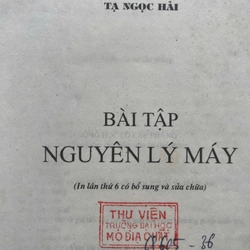 TẠ NGỌC HẢI
BÀI TẬP
NGUYÊN LÝ MÁY
(In lần thứ 6 có bổ sung và sửa chữa)
THƯ VIỆN
TRƯỜNG ĐẠI HỌC
MỎ ĐỊA CHẤT